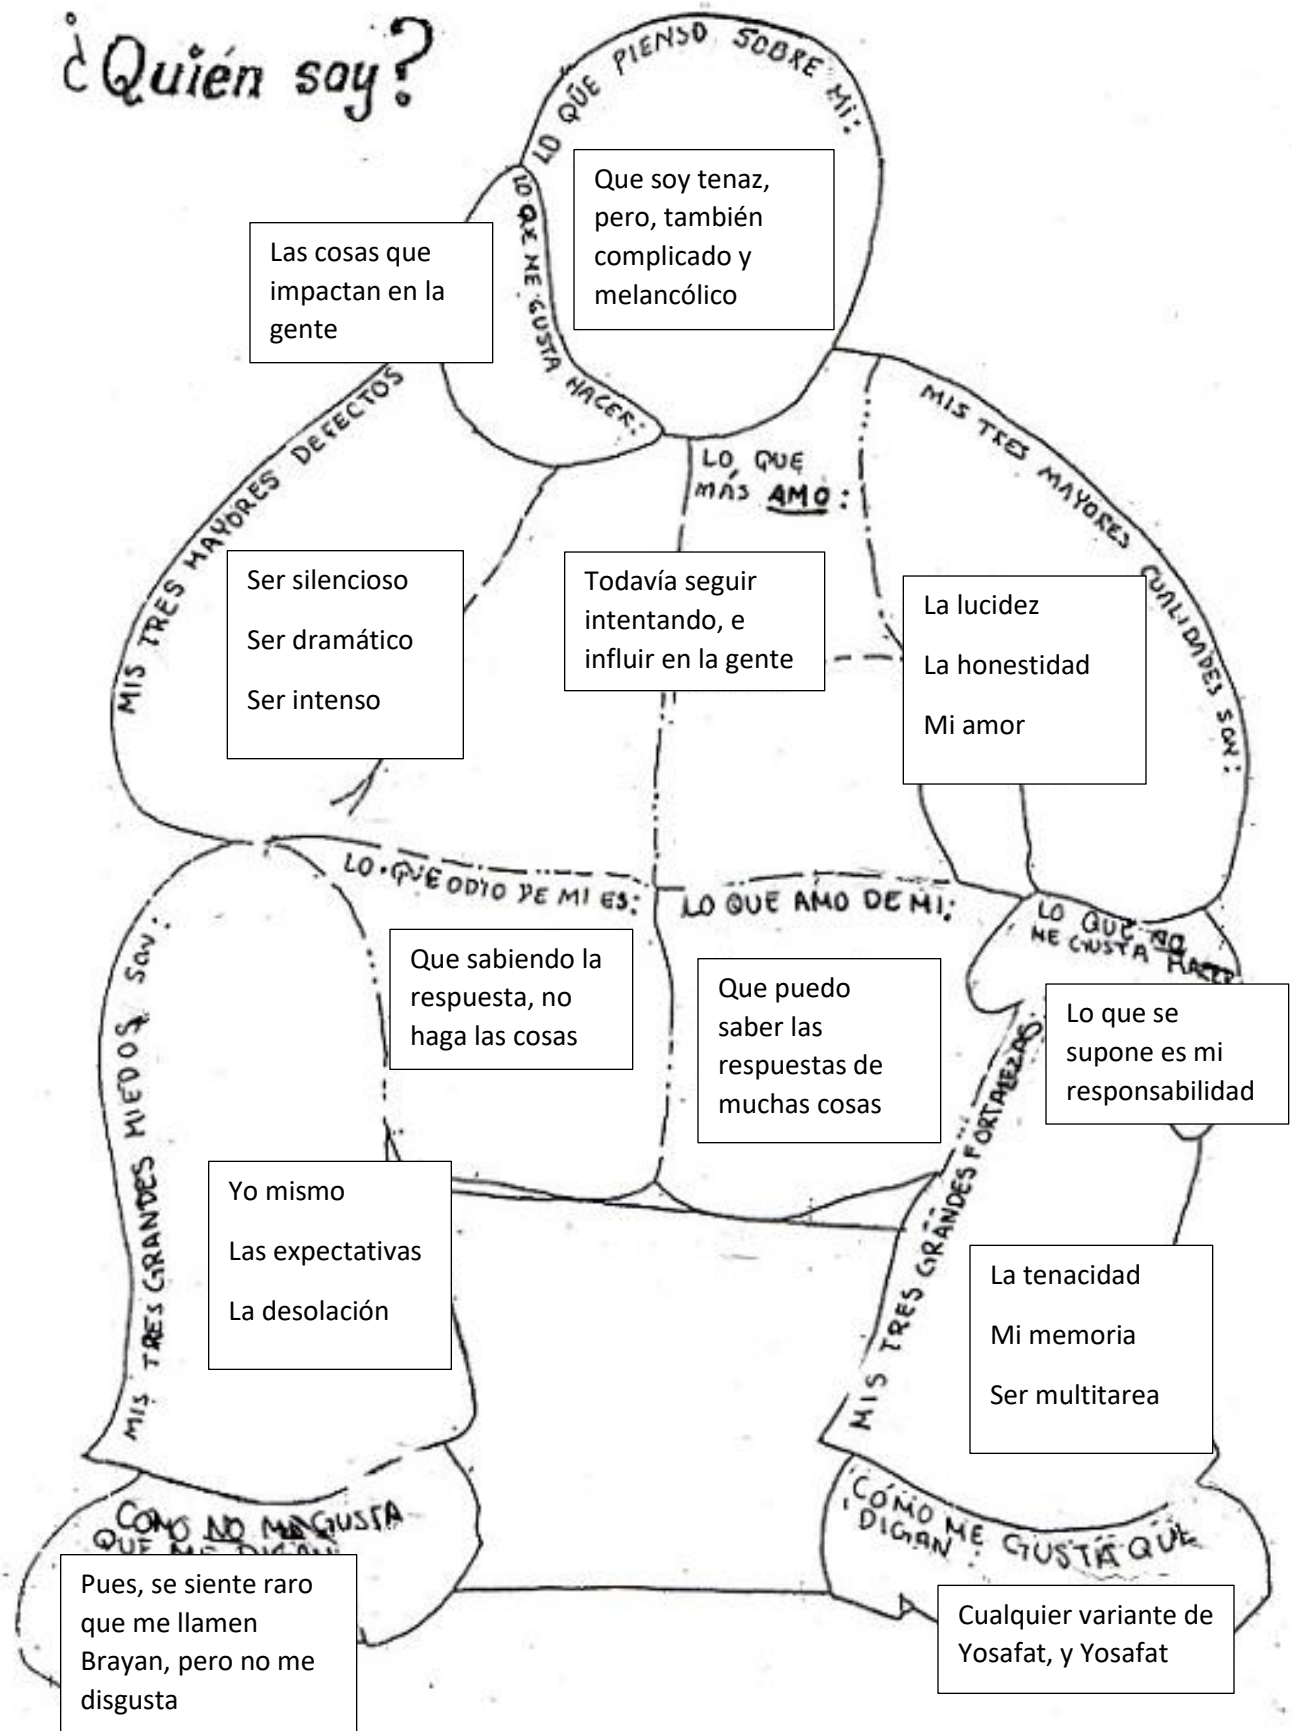 ¿Quién soy?
LO QUE PIENSO SOBRE MI:
Que soy tenaz,
pero, también
complicado y
melancólico
LO QUE ME GUSTA HACER:
Las cosas que
impactan en la
gente
MIS TRES MAYORES DEFECTOS
Ser silencioso
Ser dramático
Ser intenso
LO QUE
MÁS AMO:
Todavía seguir
intentando, e
influir en la gente
MIS TRES MAYORES CUALIDADES SON:
La lucidez
La honestidad
Mi amor
LO QUE ODIO DE MI ES:
Que sabiendo la
respuesta, no
haga las cosas
LO QUE AMO DE MI:
Que puedo
saber las
respuestas de
muchas cosas
LO QUE NO
ME GUSTA HACER
Lo que se
supone es mi
responsabilidad
MIS TRES GRANDES MIEDOS SON:
Yo mismo
Las expectativas
La desolación
MIS TRES GRANDES FORTALEZAS:
La tenacidad
Mi memoria
Ser multitarea
COMO NO ME GUSTA
QUE ME DIGAN
Pues, se siente raro
que me llamen
Brayan, pero no me
disgusta
CÓMO ME GUSTA QUE
DIGAN:
Cualquier variante de
Yosafat, y Yosafat